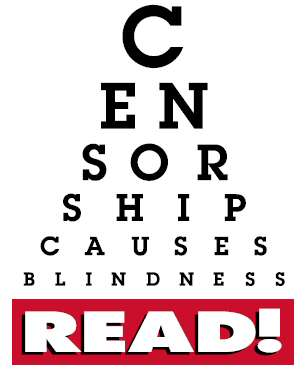 C
EN
SOR
SHIP
CAUSES
BLINDNESS
READ!